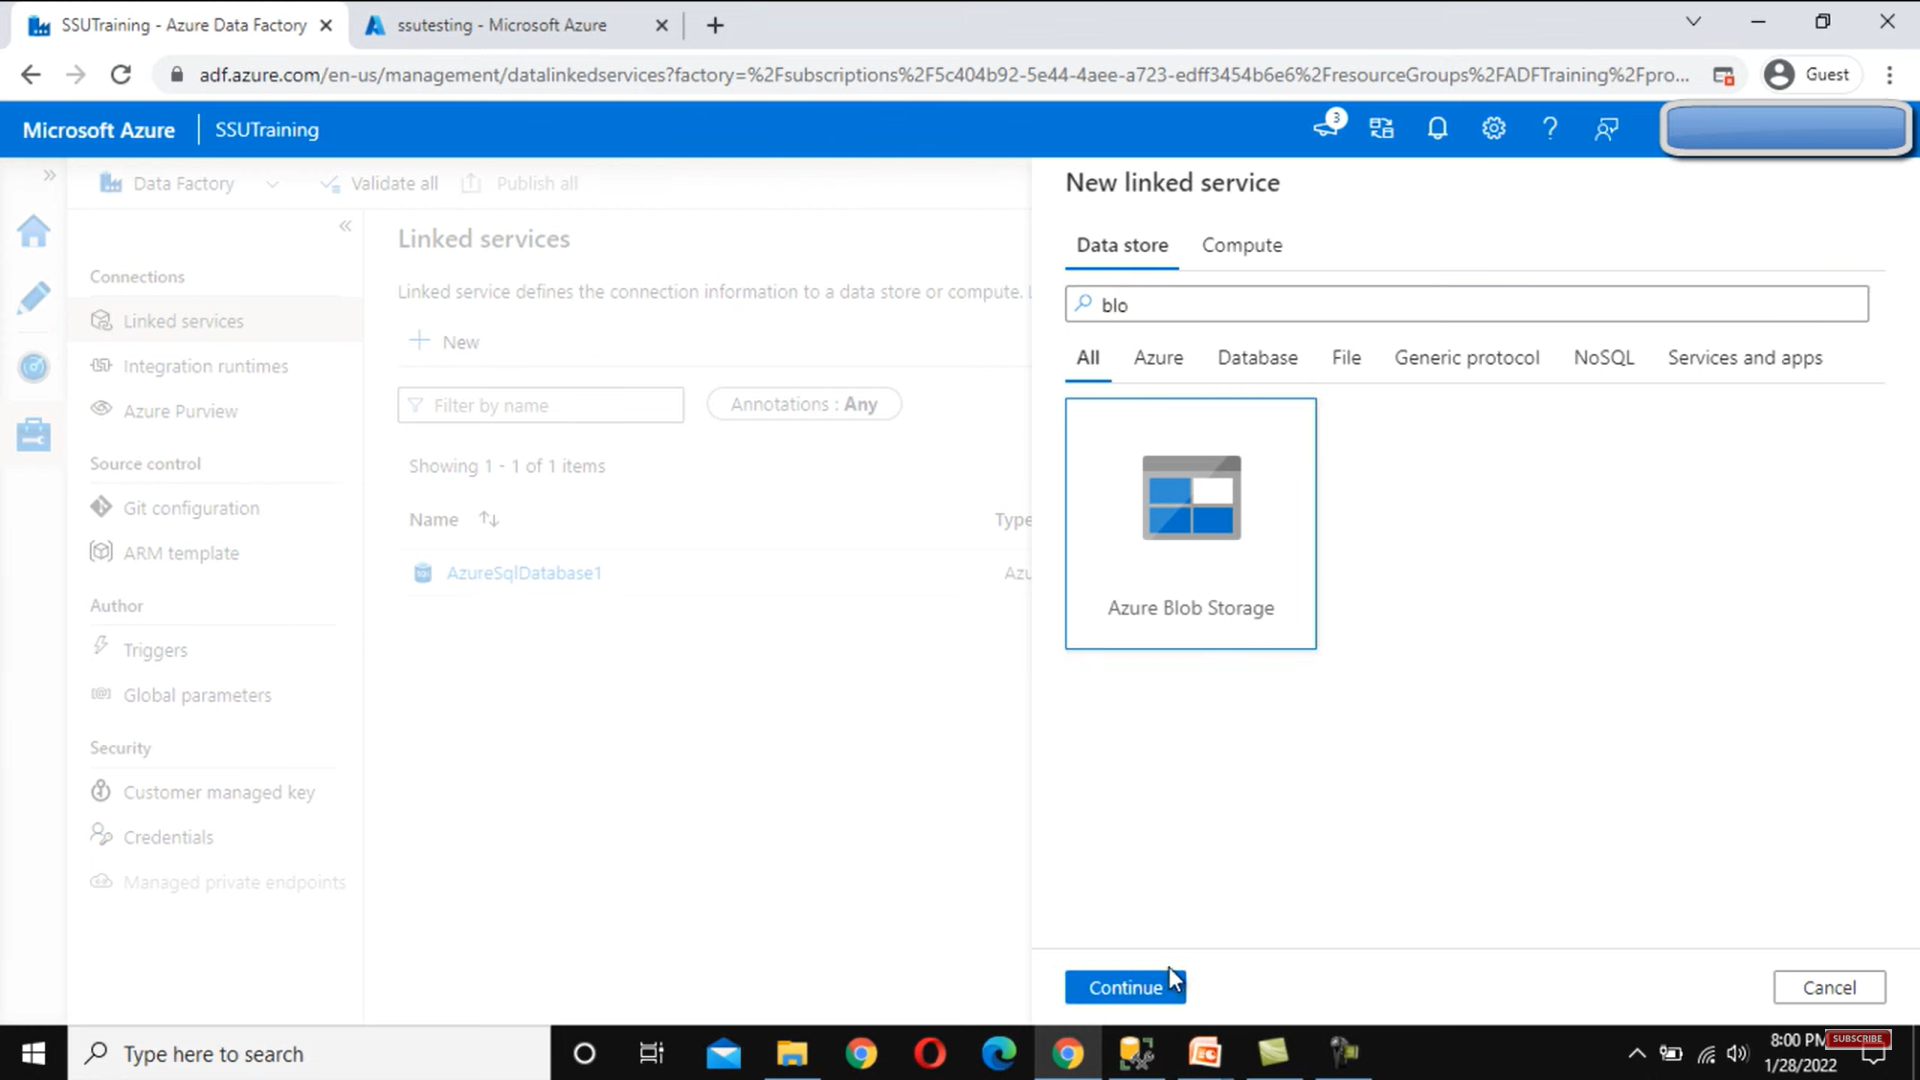 SSUTraining - Azure Data Factory
ssutesting - Microsoft Azure
adf.azure.com/en-us/management/datalinkedservices?factory=%2Fsubscriptions%2F5c404b92-5e44-4aee-a723-edff3454b6e6%2FresourceGroups%2FADFTraining%2Fpro...
Guest
Microsoft Azure
SSUTraining
3
Data Factory
Validate all
Publish all
Connections
Linked services
Integration runtimes
Azure Purview
Source control
Git configuration
ARM template
Author
Triggers
Global parameters
Security
Customer managed key
Credentials
Managed private endpoints
Linked services
Linked service defines the connection information to a data store or compute. L
New
Filter by name
Annotations : Any
Showing 1 - 1 of 1 items
Name
Type
AzureSqlDatabase1
Azu
New linked service
Data store
Compute
blo
All
Azure
Database
File
Generic protocol
NoSQL
Services and apps
Azure Blob Storage
Continue
Cancel
Type here to search
8:00 PM
SUBSCRIBE
1/28/2022